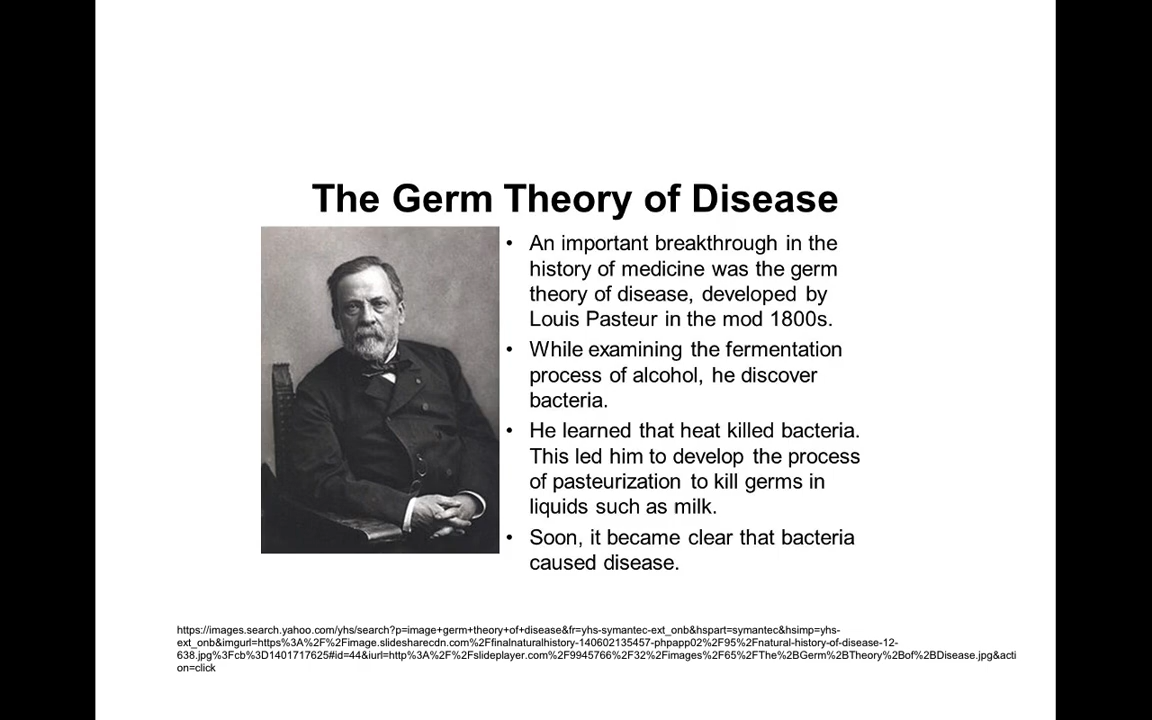 The Germ Theory of Disease
• An important breakthrough in the
history of medicine was the germ
theory of disease, developed by
Louis Pasteur in the mod 1800s.
• While examining the fermentation
process of alcohol, he discover
bacteria.
• He learned that heat killed bacteria.
This led him to develop the process
of pasteurization to kill germs in
liquids such as milk.
• Soon, it became clear that bacteria
caused disease.
https://images.search.yahoo.com/yhs/search?p=image+germ+theory+of+disease&fr=yhs-symantec-ext_onb&hspart=symantec&hsimp=yhs-
ext_onb&imgurl=https%3A%2F%2Fimage.slidesharecdn.com%2Ffinalnaturalhistory-140602135457-phpapp02%2F95%2Fnatural-history-of-disease-12-
638.jpg%3Fcb%3D1401717625#id=44&iurl=http%3A%2F%2Fslideplayer.com%2F9945766%2F32%2Fimages%2F65%2FThe%2BGerm%2BTheory%2Bof%2BDisease.jpg&acti
on=click